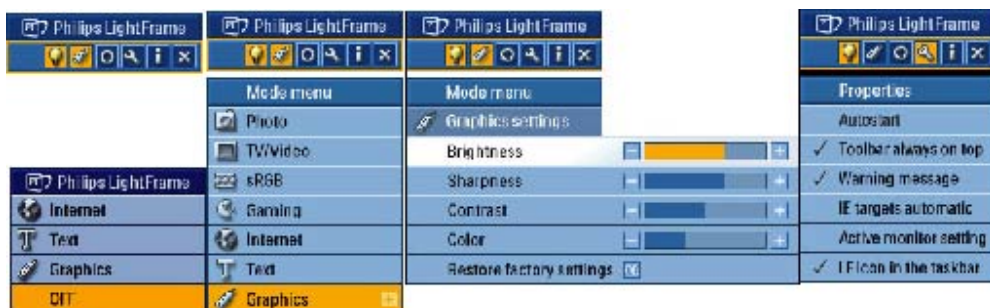 Philips LightFrame
Internet
Text
Graphics
OFF
Philips LightFrame
Mode menu
Photo
TV/Video
sRGB
Gaming
Internet
Text
Graphics
Philips LightFrame
Mode menu
Graphics settings
Brightness
Sharpness
Contrast
Color
Restore factory settings
Philips LightFrame
Properties
Autostart
Toolbar always on top
Warning message
IE targets automatic
Active monitor setting
LF icon in the taskbar
Philips LightFrame